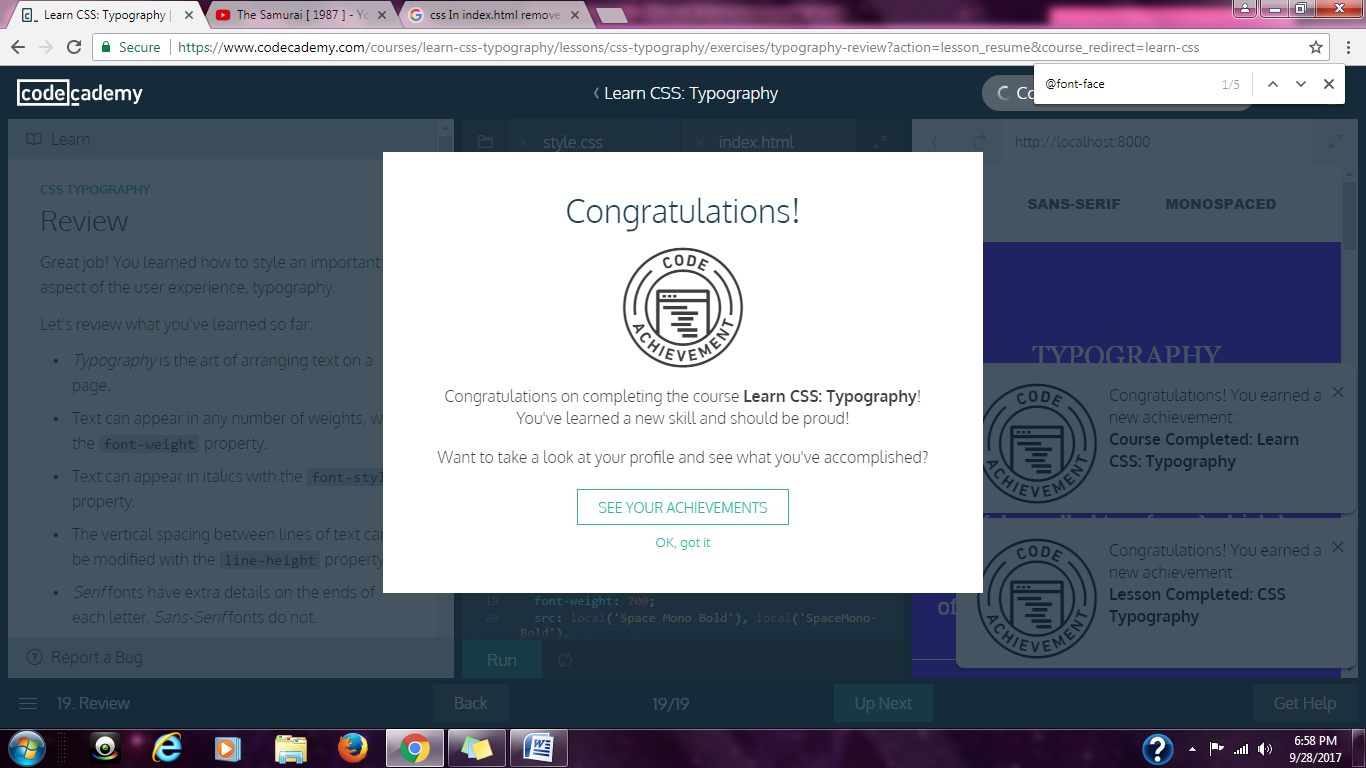 Learn CSS: Typography |
The Samurai [ 1987 ] - Yo
css In index.html remove
Secure
https://www.codecademy.com/courses/learn-css-typography/lessons/css-typography/exercises/typography-review?action=lesson_resume&course_redirect=learn-css
@font-face
1/5
codecademy
Learn CSS: Typography
Co
Learn
style.css
index.html
http://localhost:8000
CSS TYPOGRAPHY
Review
Great job! You learned how to style an important
aspect of the user experience, typography.
Let's review what you've learned so far:
• Typography is the art of arranging text on a
page.
• Text can appear in any number of weights, w
the font-weight property.
• Text can appear in italics with the font-styl
property.
• The vertical spacing between lines of text can
be modified with the line-height property
• Serif fonts have extra details on the ends of
each letter. Sans-Serif fonts do not.
Report a Bug
Congratulations!
CODE
ACHIEVEMENT
Congratulations on completing the course Learn CSS: Typography!
You've learned a new skill and should be proud!
Want to take a look at your profile and see what you've accomplished?
SEE YOUR ACHIEVEMENTS
OK, got it
19 font-weight: 700;
20 src: local('Space Mono Bold'), local('SpaceMono-
Bold'),
Run
SANS-SERIF
MONOSPACED
TYPOGRAPHY
CODE
ACHIEVEMENT
Congratulations! You earned a
new achievement:
Course Completed: Learn
CSS: Typography
of
CODE
ACHIEVEMENT
Congratulations! You earned a
new achievement:
Lesson Completed: CSS
Typography
19. Review
Back
19/19
Up Next
Get Help
6:58 PM
9/28/2017